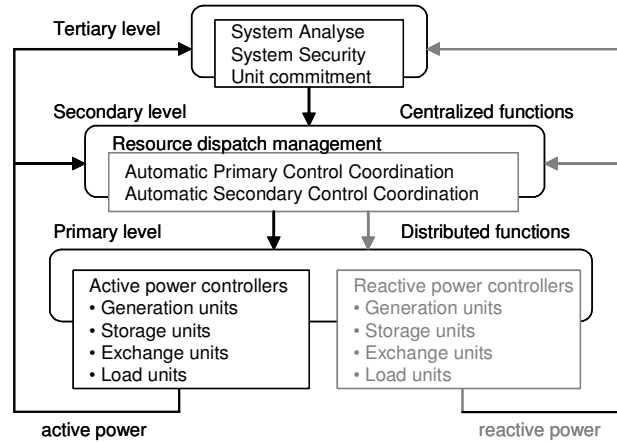 Tertiary level
System Analyse
System Security
Unit commitment
Secondary level
Centralized functions
Resource dispatch management
Automatic Primary Control Coordination
Automatic Secondary Control Coordination
Primary level
Distributed functions
Active power controllers
• Generation units
• Storage units
• Exchange units
• Load units
Reactive power controllers
• Generation units
• Storage units
• Exchange units
• Load units
active power
reactive power